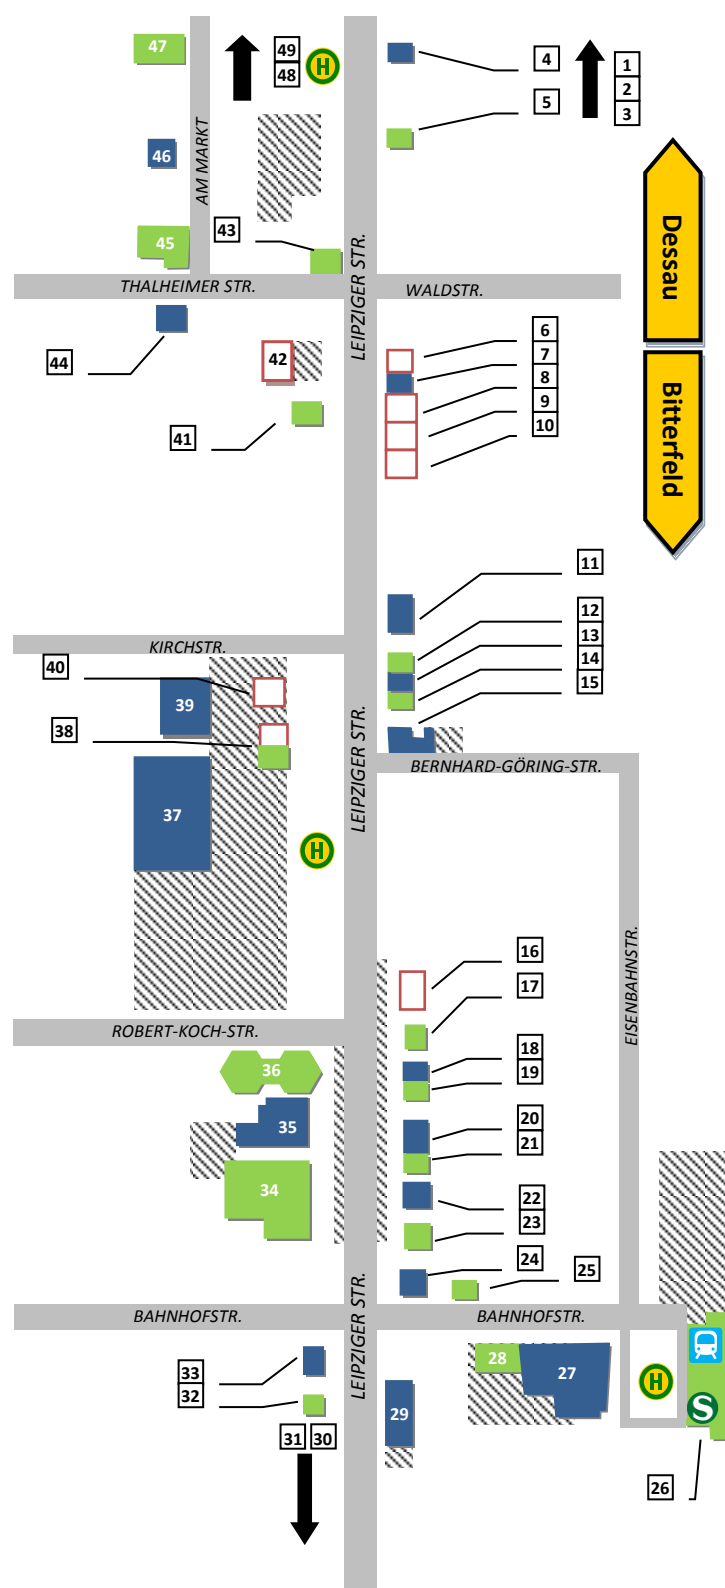 47
49
48
H
4
5
1
2
3
46
AM MARKT
45
43
Dessau
THALHEIMER STR.
LEIPZIGER STR.
WALDSTR.
44
42
41
6
7
8
9
10
Bitterfeld
11
12
13
14
15
KIRCHSTR.
40
39
38
LEIPZIGER STR.
BERNHARD-GÖRING-STR.
37
H
16
17
EISENBAHNSTR.
ROBERT-KOCH-STR.
36
18
19
35
20
21
34
22
23
24
25
BAHNHOFSTR.
LEIPZIGER STR.
BAHNHOFSTR.
33
32
28
27
H
29
S
31
30
26